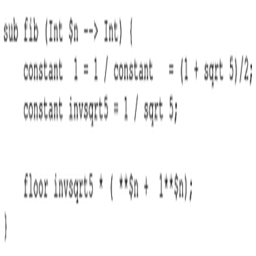 sub fib (Int $n --> Int) {
constant 1 = 1 / constant = (1 + sqrt 5)/2;
constant invsqrt5 = 1 / sqrt 5;
floor invsqrt5 * ( **$n + 1**$n);
}